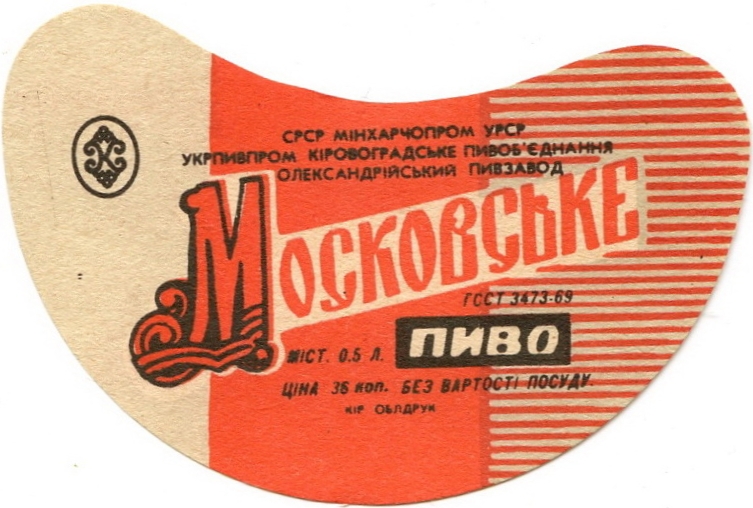 СРСР МІНХАРЧОПРОМ УРСР
УКРПИВПРОМ КІРОВОГРАДСЬКЕ ПИВОБ'ЄДНАННЯ
ОЛЕКСАНДРІЙСЬКИЙ ПИВЗАВОД
МОСКОВСЬКЕ
ГОСТ 3473-69
ПИВО
МІСТ. 0.5 Л.
ЦІНА 36 коп. БЕЗ ВАРТОСТІ ПОСУДУ.
КІР ОБЛДРУК